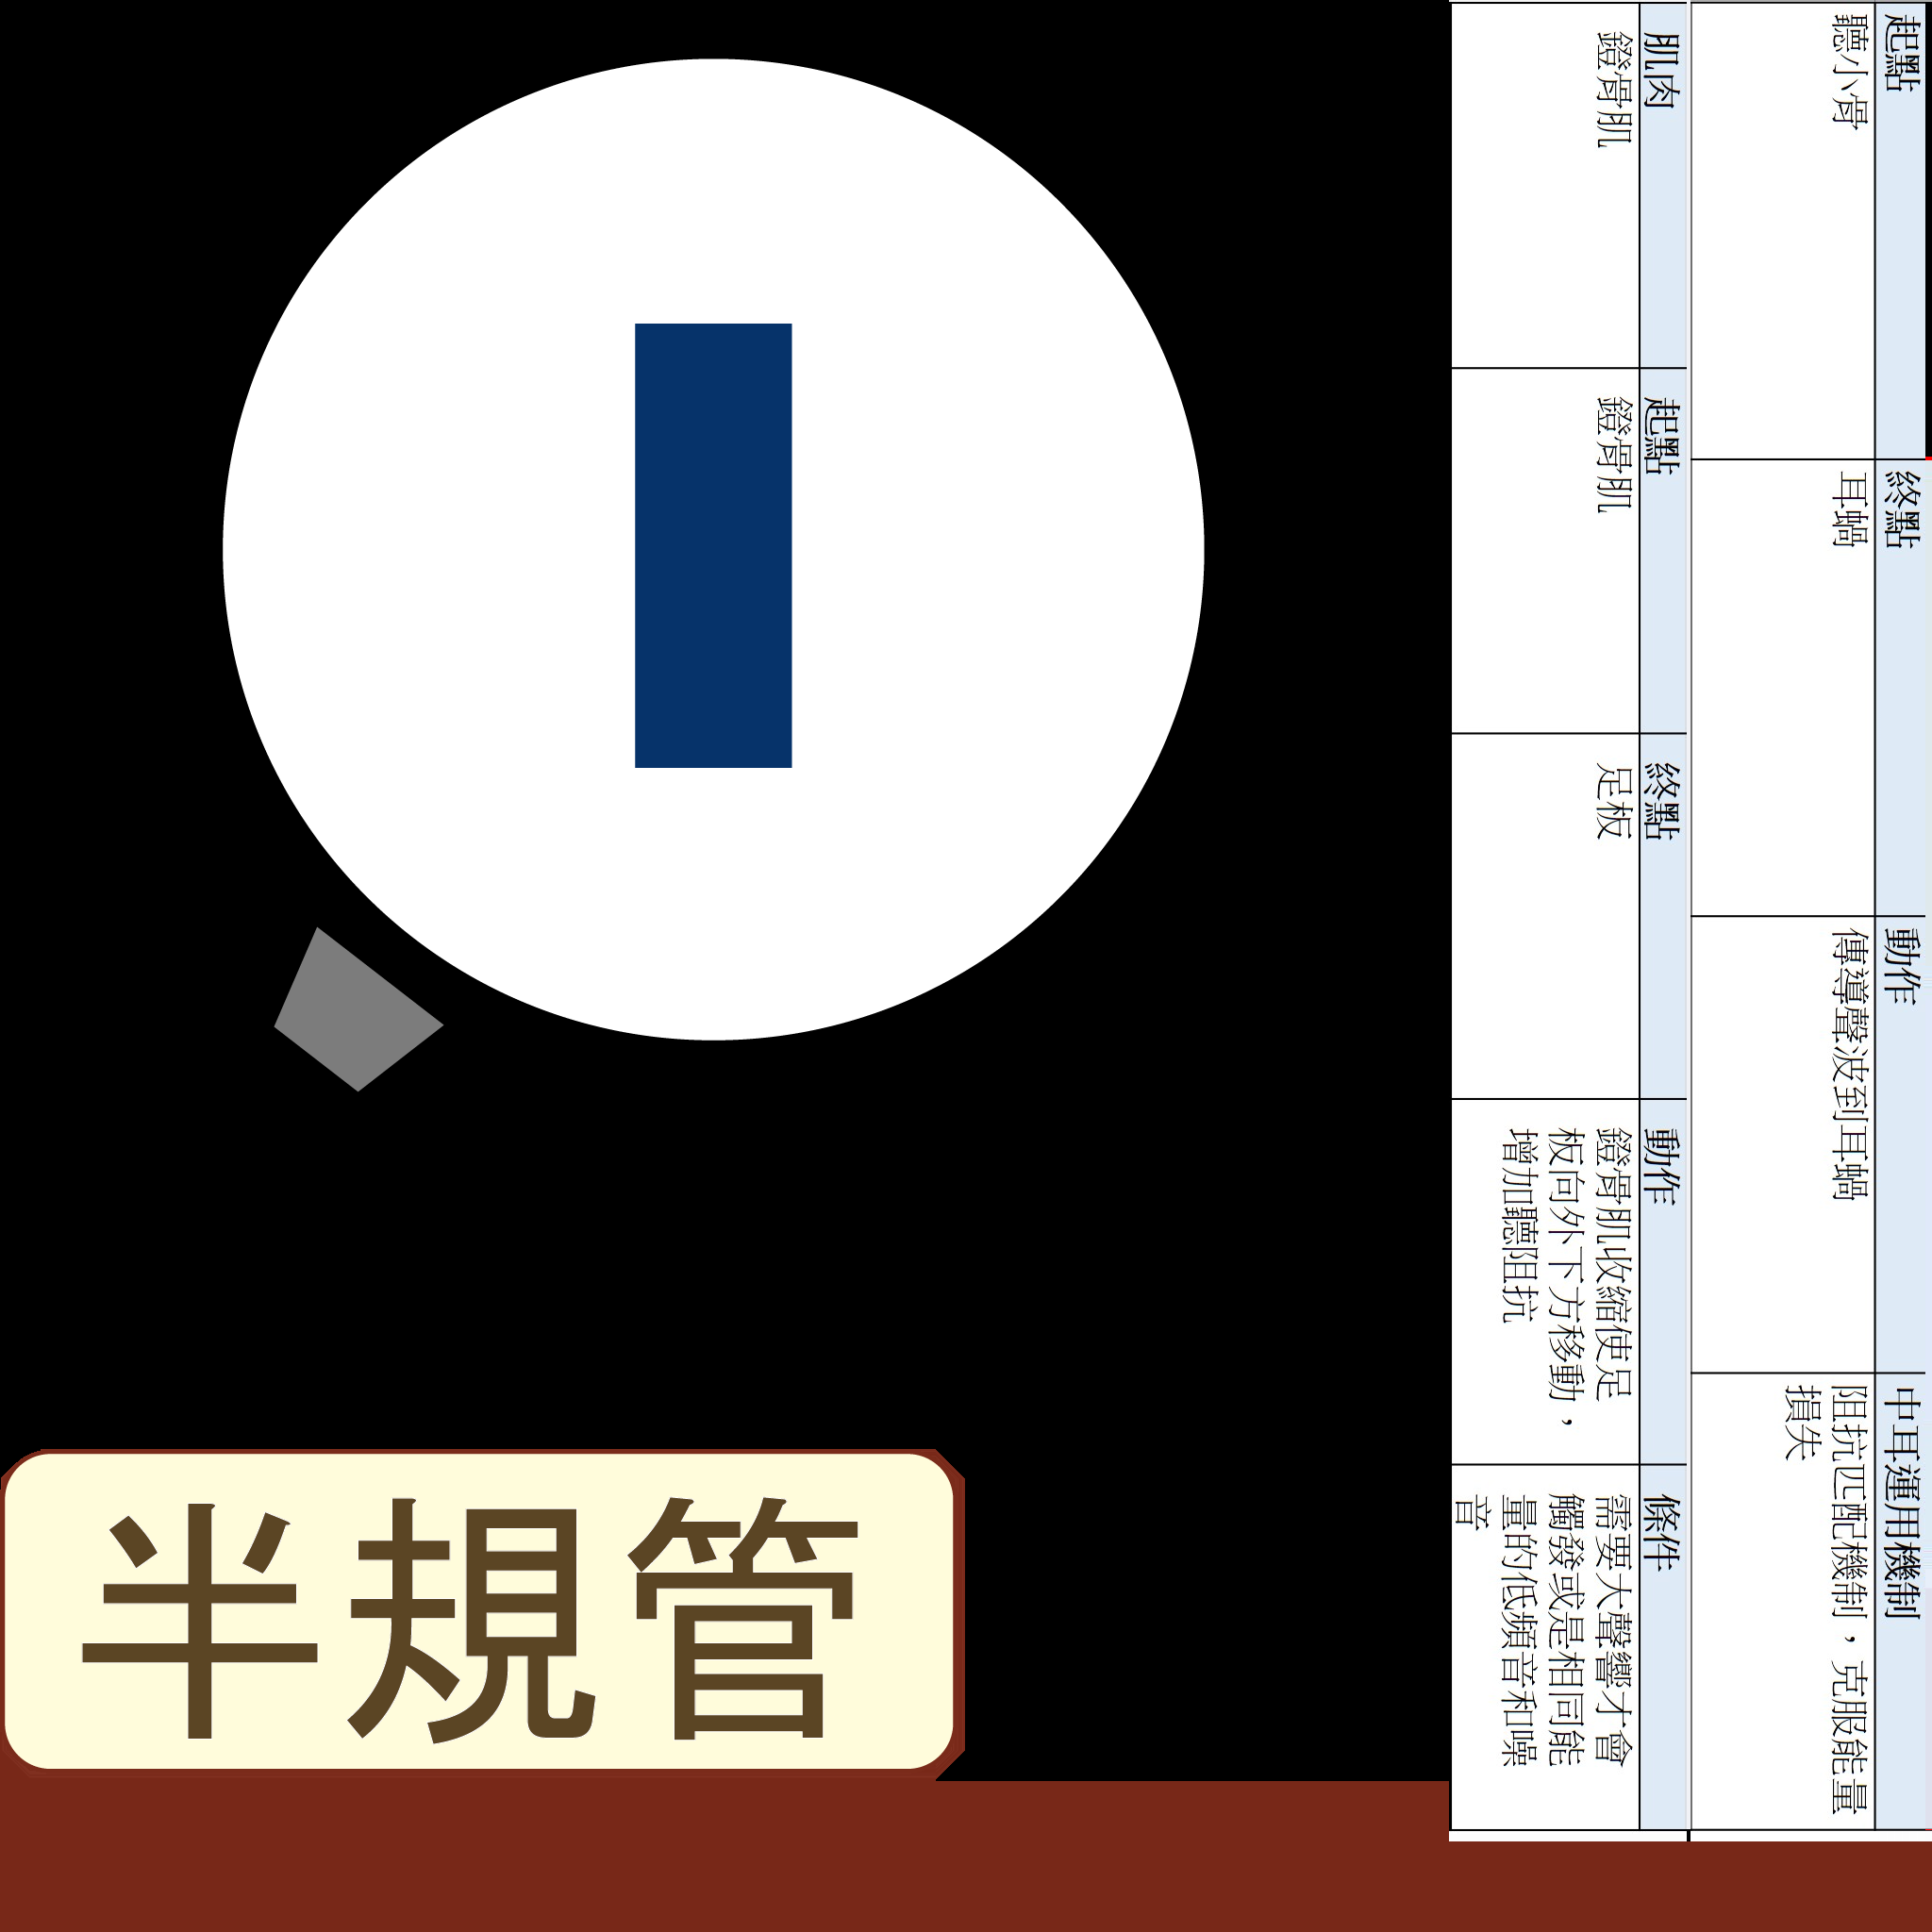 半規管
起點
聽小骨
終點
耳蝸
動作
傳導聲波到耳蝸
中耳運用機制
阻抗匹配機制，克服能量
損失
肌肉
鐙骨肌
起點
鐙骨肌
終點
足板
動作
鐙骨肌收縮使足
板向外下方移動，
增加聽阻抗
條件
需要大聲響才會
觸發或是相同能
量的低頻音和噪
音